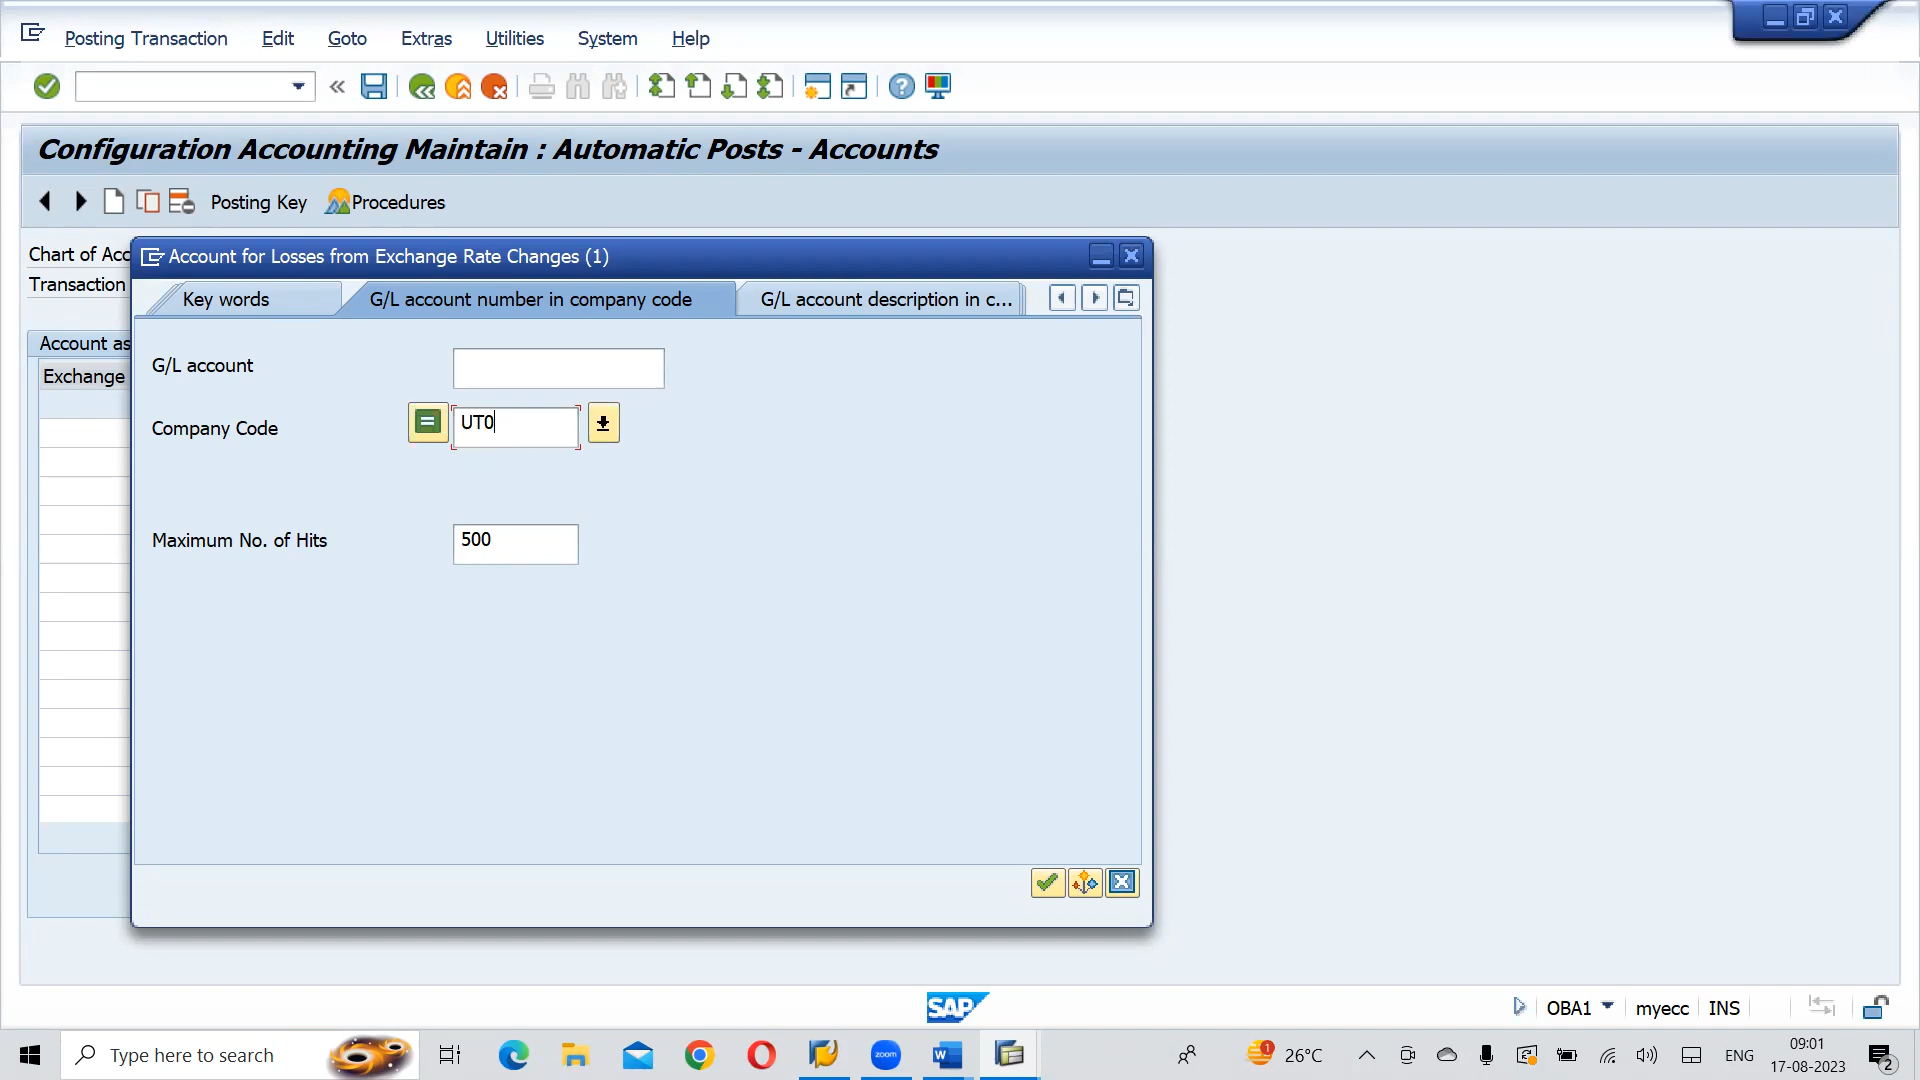 Posting Transaction Edit Goto Extras Utilities System Help
Configuration Accounting Maintain : Automatic Posts - Accounts
Posting Key Procedures
Chart of Acc
Transaction
Account for Losses from Exchange Rate Changes (1)
Key words G/L account number in company code G/L account description in c...
Account as
Exchange
G/L account
Company Code UT0
Maximum No. of Hits 500
SAP
OBA1 myecc INS
Type here to search zoom W 1 26°C ENG 09:01
17-08-2023 2